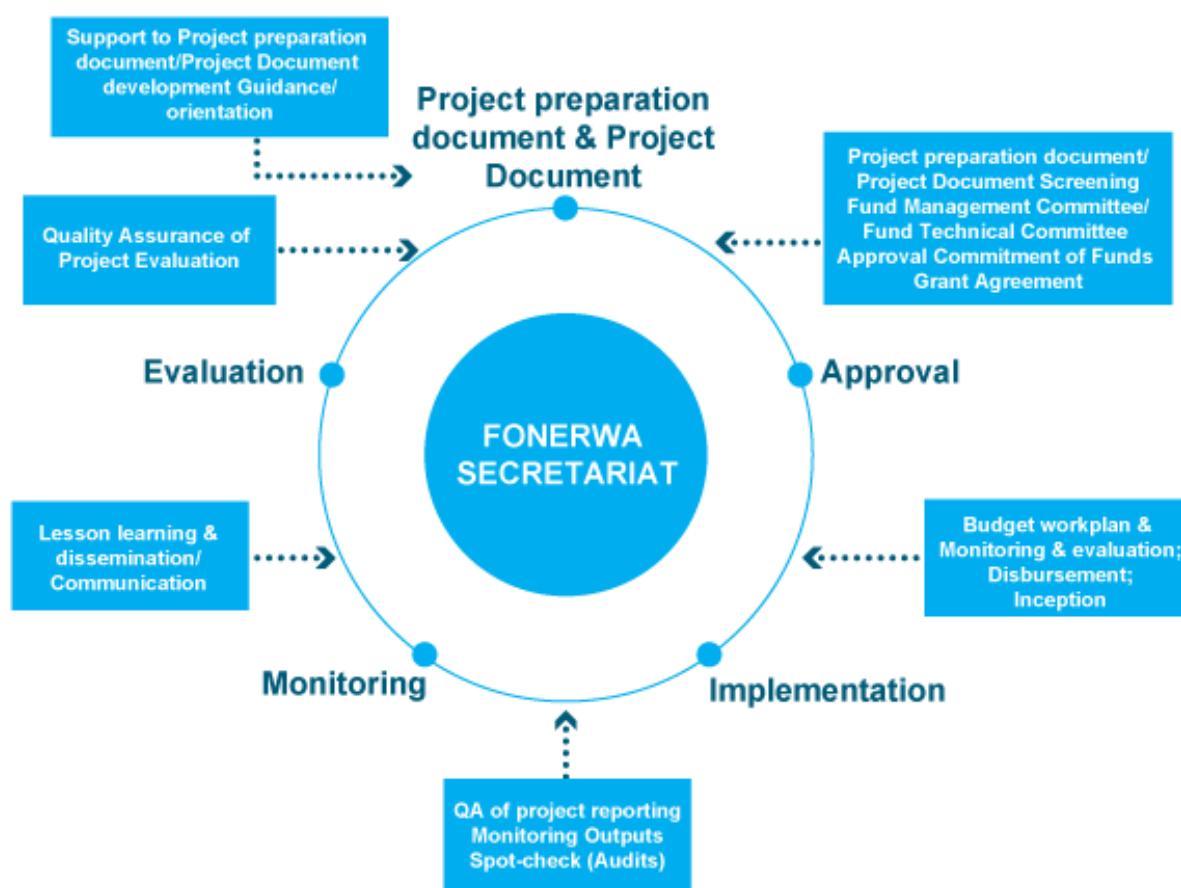 Support to Project preparation
document/Project Document
development Guidance/
orientation
Project preparation
document & Project
Document
Project preparation document/
Project Document Screening
Fund Management Committee/
Fund Technical Committee
Approval Commitment of Funds
Grant Agreement
Quality Assurance of
Project Evaluation
Evaluation
Approval
FONERWA
SECRETARIAT
Lesson learning &
dissemination/
Communication
Budget workplan &
Monitoring & evaluation;
Disbursement;
Inception
Monitoring
Implementation
QA of project reporting
Monitoring Outputs
Spot-check (Audits)